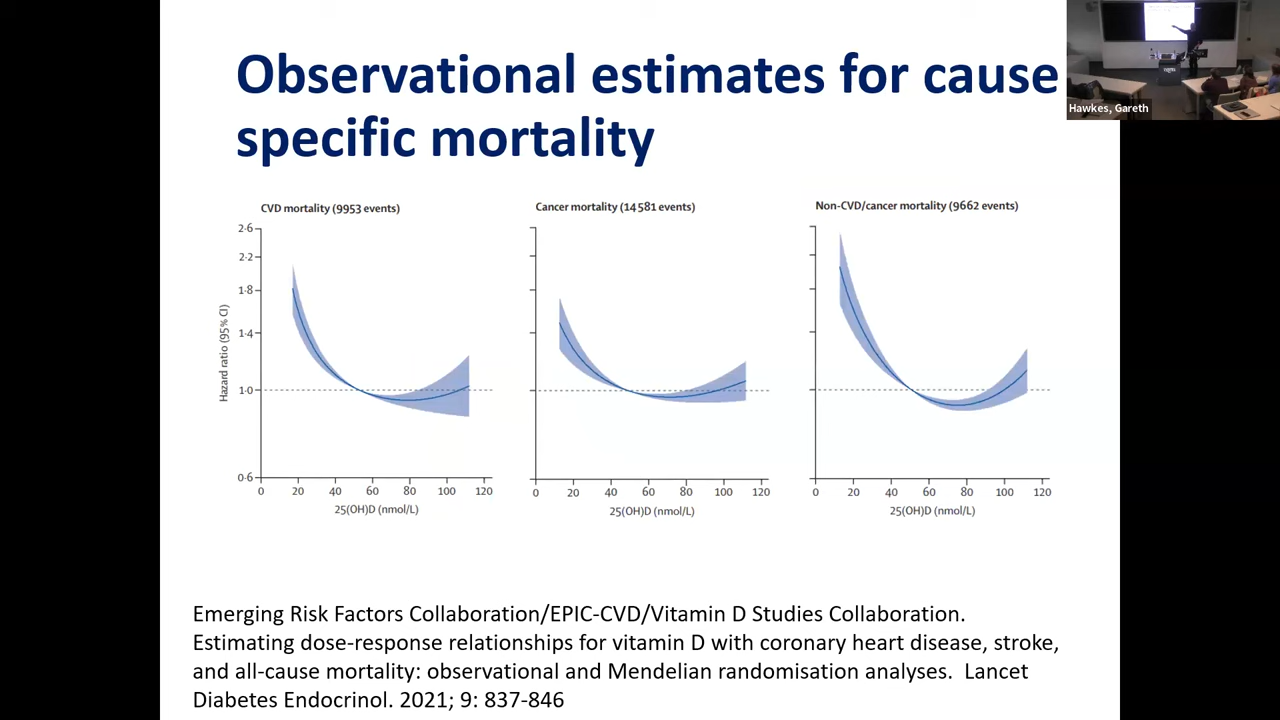 Observational estimates for cause
specific mortality
Hawkes, Gareth
CVD mortality (9953 events)
Cancer mortality (14 581 events)
Non-CVD/cancer mortality (9662 events)
Hazard ratio (95% CI)
2·6
2·2
1·8
1·4
1·0
0·6
0 20 40 60 80 100 120
0 20 40 60 80 100 120
0 20 40 60 80 100 120
25(OH)D (nmol/L)
25(OH)D (nmol/L)
25(OH)D (nmol/L)
Emerging Risk Factors Collaboration/EPIC-CVD/Vitamin D Studies Collaboration.
Estimating dose-response relationships for vitamin D with coronary heart disease, stroke,
and all-cause mortality: observational and Mendelian randomisation analyses. Lancet
Diabetes Endocrinol. 2021; 9: 837-846